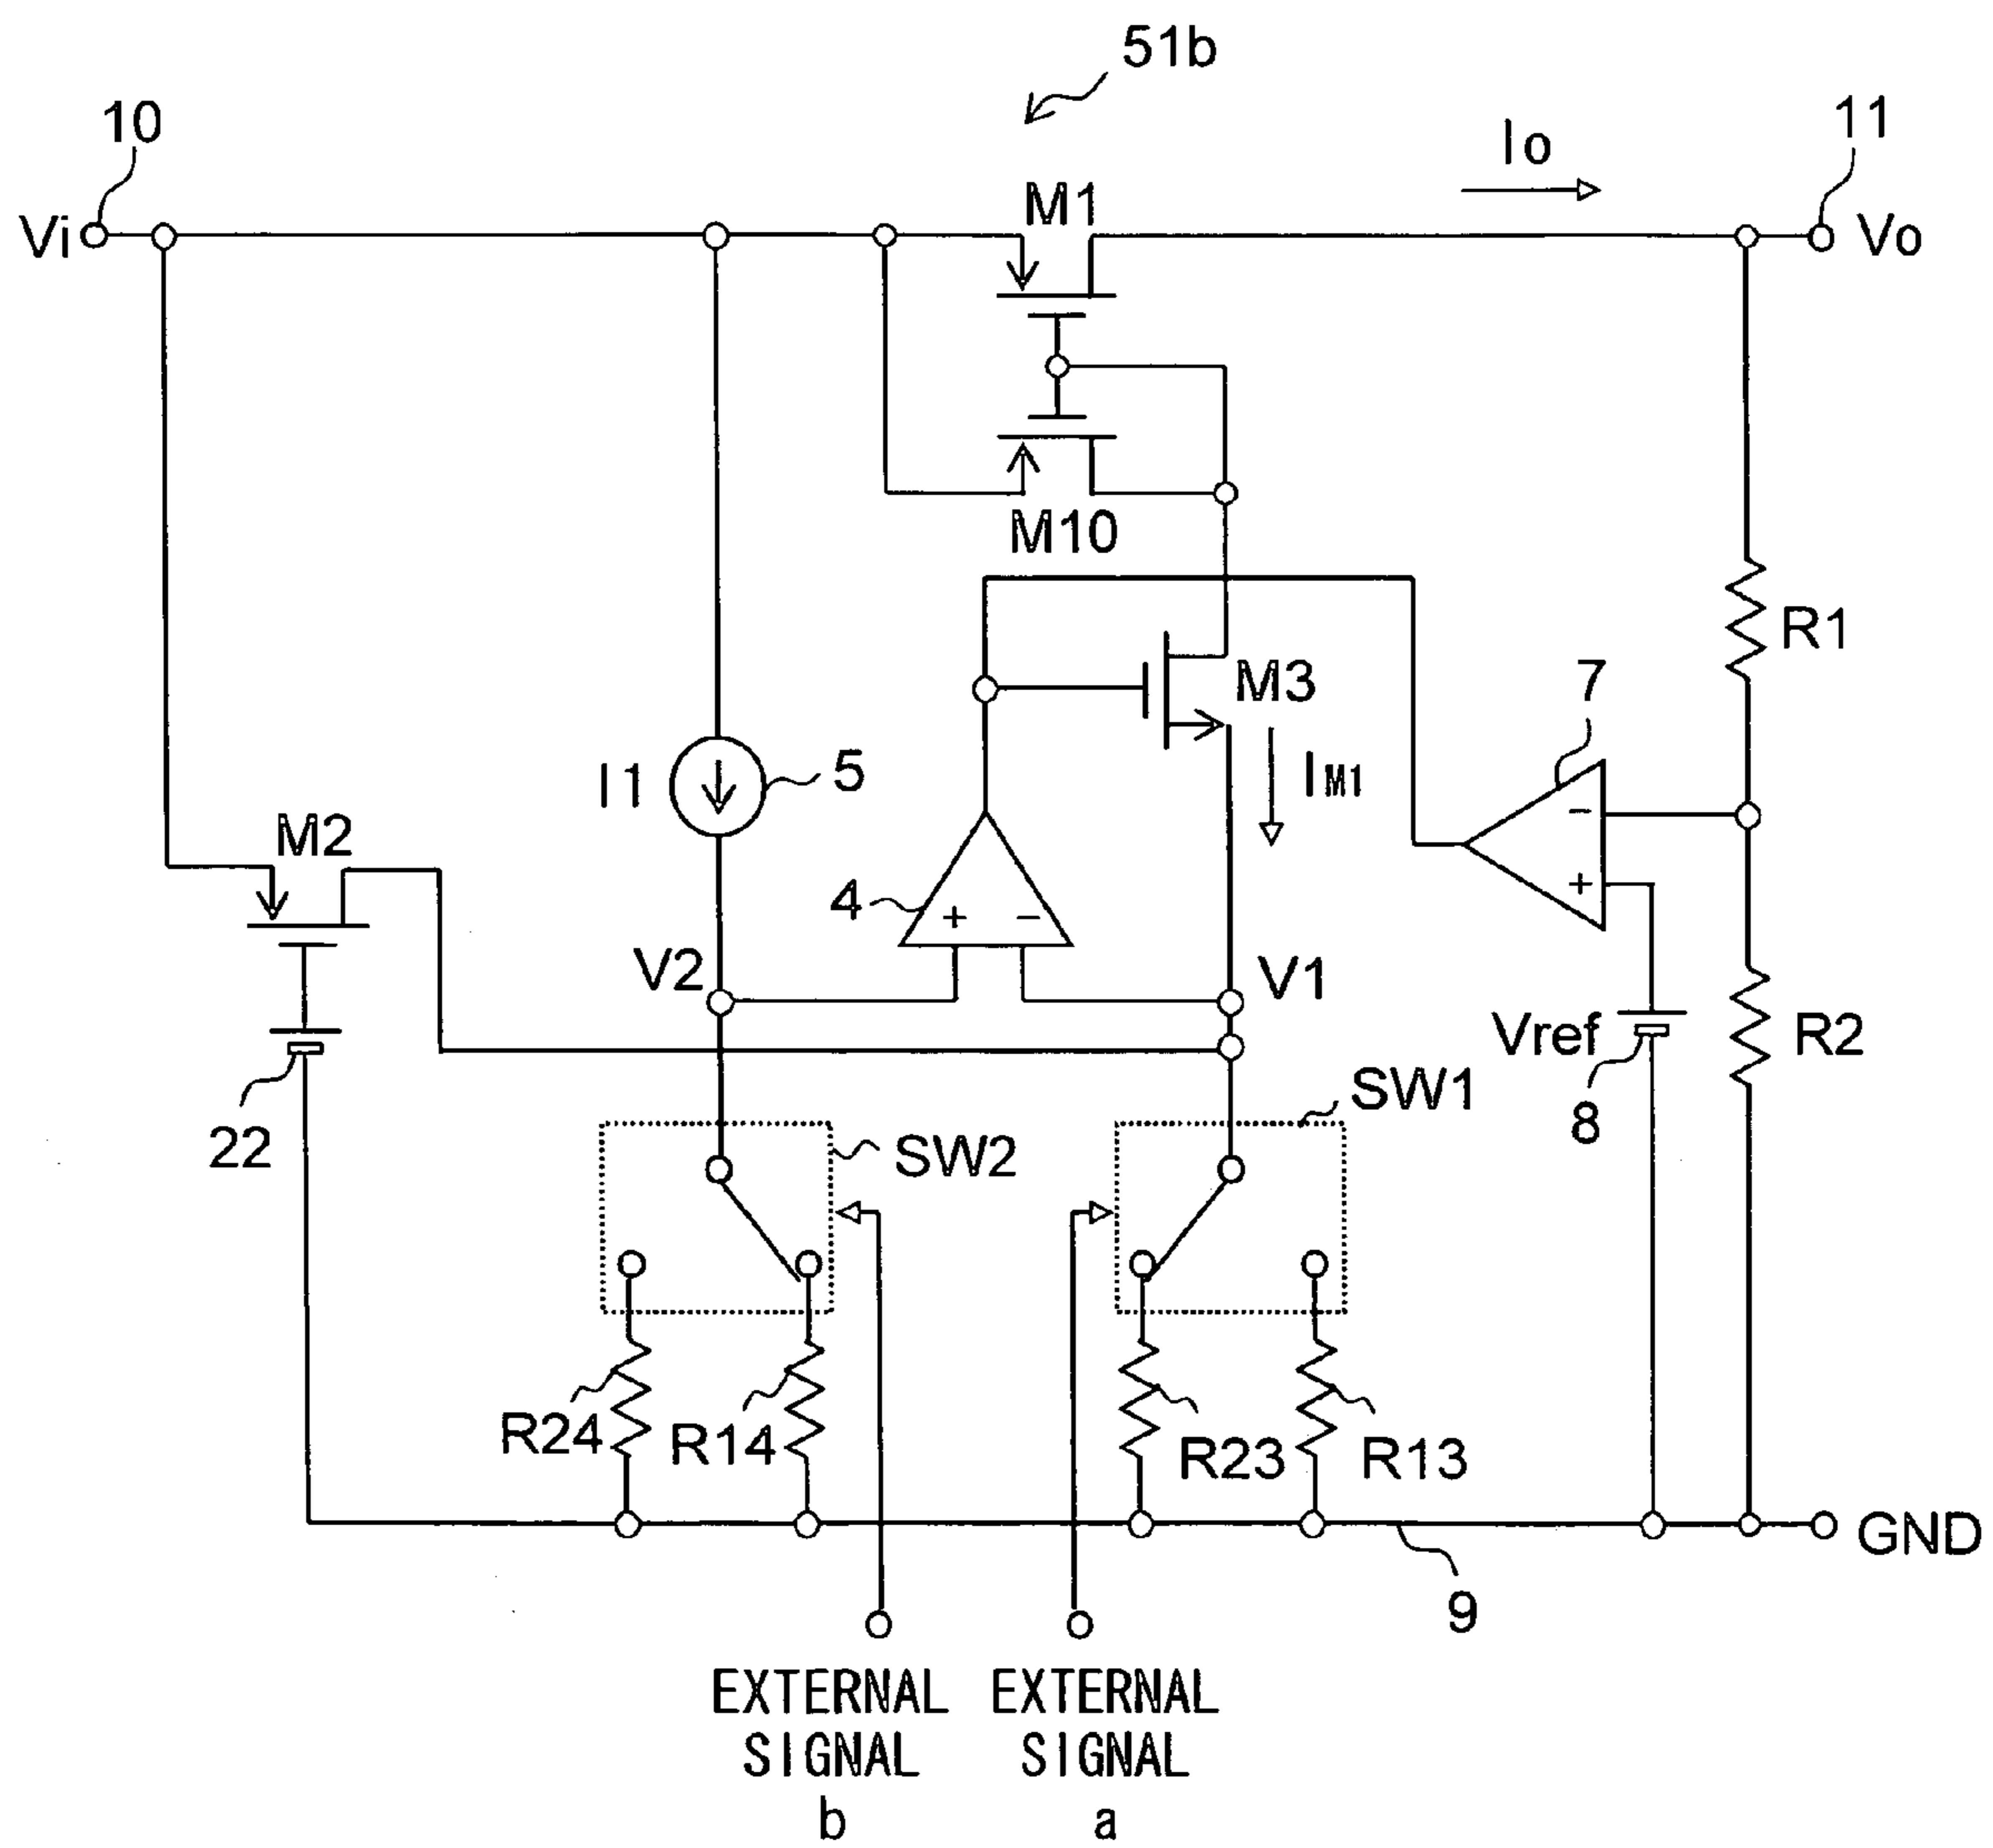 51b
10
11
Io
M1
Vi
Vo
M10
R1
M3
7
I1
5
IM1
M2
4
−
+
+
−
V2
V1
Vref
R2
SW1
8
22
SW2
R24
R14
R23
R13
GND
9
EXTERNAL
SIGNAL
b
EXTERNAL
SIGNAL
a